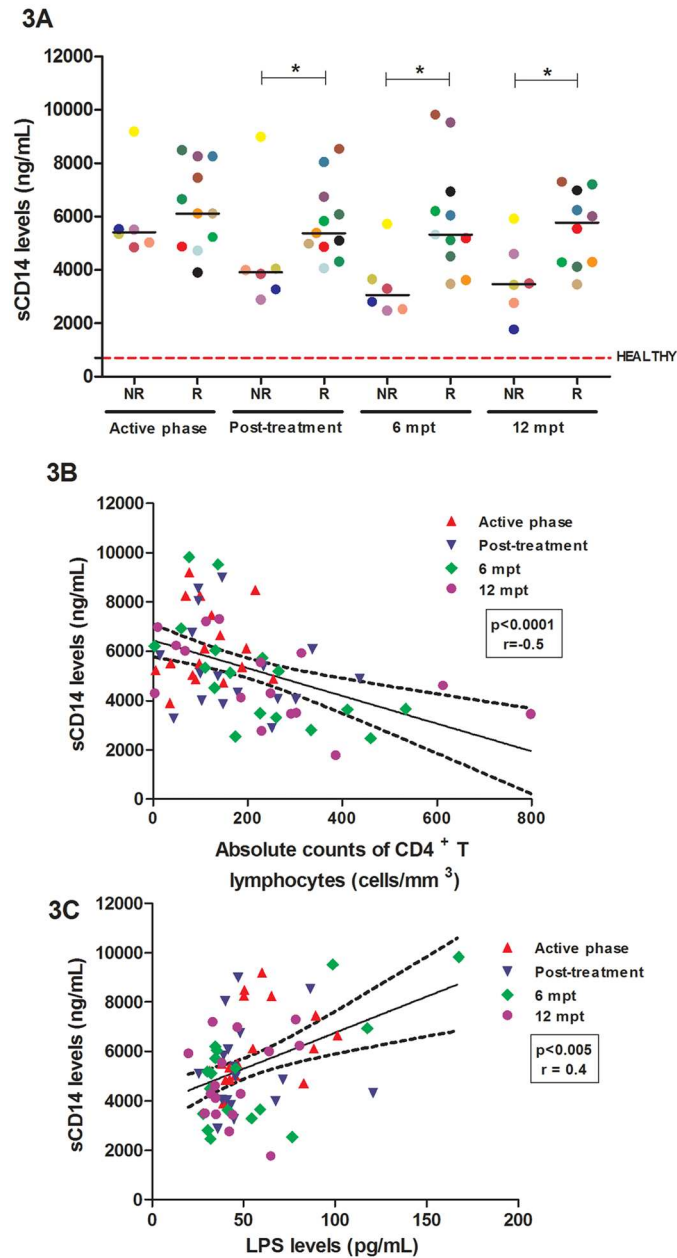 3A
12000
10000
8000
6000
4000
2000
0
sCD14 levels (ng/mL)
* * *
HEALTHY
NR R NR R NR R NR R
Active phase Post-treatment 6 mpt 12 mpt
3B
12000
10000
8000
6000
4000
2000
0
sCD14 levels (ng/mL)
Active phase
Post-treatment
6 mpt
12 mpt
p<0.0001
r=-0.5
0 200 400 600 800
Absolute counts of CD4 + T
lymphocytes (cells/mm 3)
3C
12000
10000
8000
6000
4000
2000
0
sCD14 levels (ng/mL)
Active phase
Post-treatment
6 mpt
12 mpt
p<0.005
r = 0.4
0 50 100 150 200
LPS levels (pg/mL)